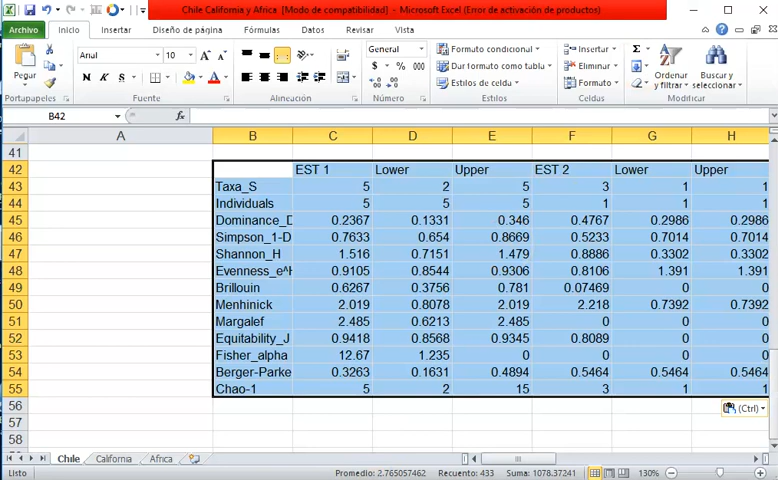 Chile California y Africa [Modo de compatibilidad] - Microsoft Excel (Error de activación de productos)
Archivo Inicio Insertar Diseño de página Fórmulas Datos Revisar Vista
Pegar Arial 10 General Formato condicional Insertar Σ Ordenar y filtrar Buscar y seleccionar
N K S $ % 000 Dar formato como tabla Eliminar
Estilos de celda Formato
Portapapeles Fuente Alineación Número Estilos Celdas Modificar
B42 fx
A B C D E F G H
41
42 EST 1 Lower Upper EST 2 Lower Upper
43 Taxa_S 5 2 5 3 1 1
44 Individuals 5 5 5 1 1 1
45 Dominance_D 0.2367 0.1331 0.346 0.4767 0.2986 0.2986
46 Simpson_1-D 0.7633 0.654 0.8669 0.5233 0.7014 0.7014
47 Shannon_H 1.516 0.7151 1.479 0.8886 0.3302 0.3302
48 Evenness_e^H 0.9105 0.8544 0.9306 0.8106 1.391 1.391
49 Brillouin 0.6267 0.3756 0.781 0.07469 0 0
50 Menhinick 2.019 0.8078 2.019 2.218 0.7392 0.7392
51 Margalef 2.485 0.6213 2.485 0 0 0
52 Equitability_J 0.9418 0.8568 0.9345 0.8089 0 0
53 Fisher_alpha 12.67 1.235 0 0 0 0
54 Berger-Parke 0.3263 0.1631 0.4894 0.5464 0.5464 0.5464
55 Chao-1 5 2 15 3 1 1
56 (Ctrl)
57
58
Chile California Africa
Listo Promedio: 2.765057462 Recuento: 433 Suma: 1078.37241 130%